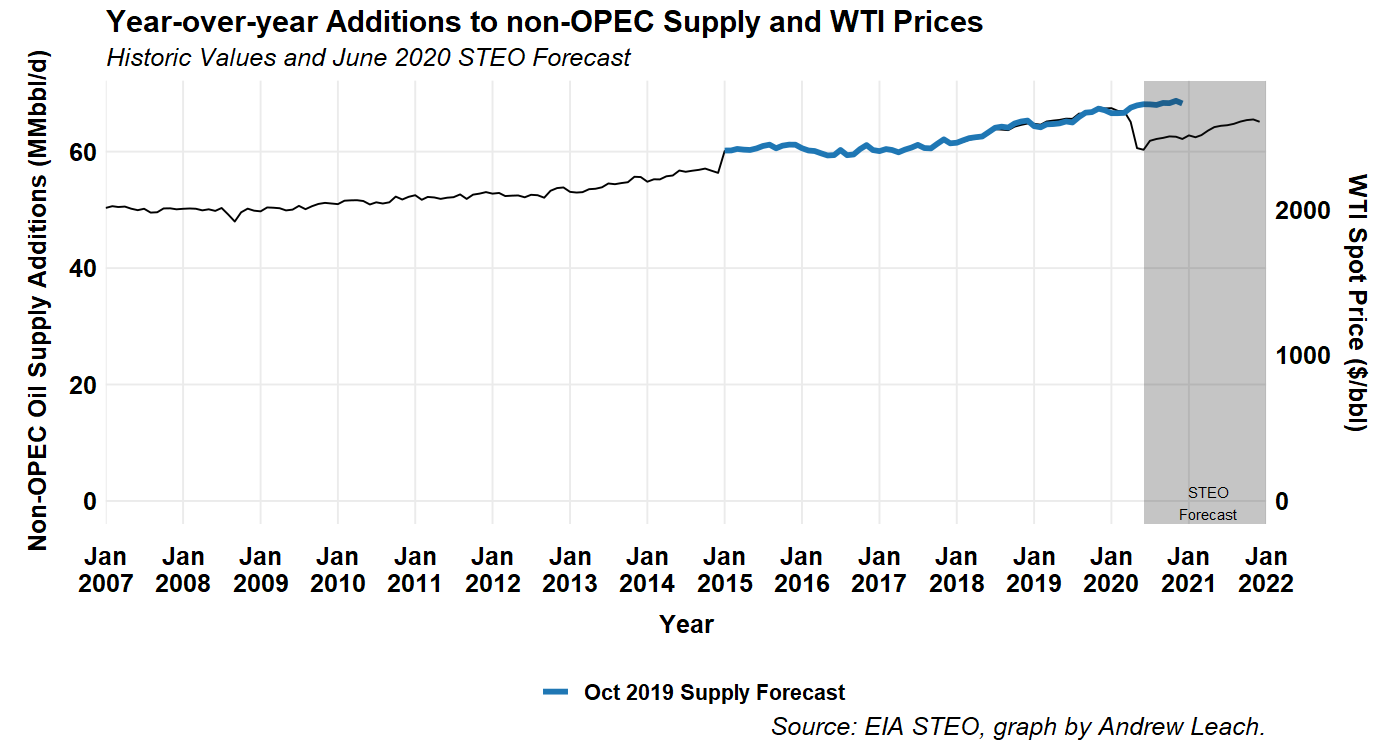 Year-over-year Additions to non-OPEC Supply and WTI Prices
Historic Values and June 2020 STEO Forecast
Non-OPEC Oil Supply Additions (MMbbl/d)
60
40
20
0
2000
1000
0
WTI Spot Price ($/bbl)
STEO
Forecast
Jan Jan Jan Jan Jan Jan Jan Jan Jan Jan Jan Jan Jan Jan Jan Jan
2007 2008 2009 2010 2011 2012 2013 2014 2015 2016 2017 2018 2019 2020 2021 2022
Year
Oct 2019 Supply Forecast
Source: EIA STEO, graph by Andrew Leach.